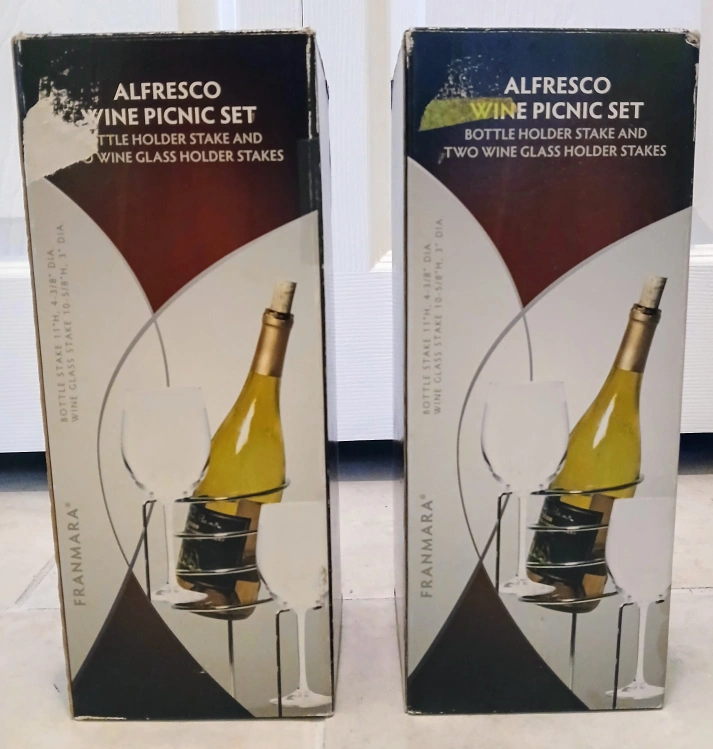 ALFRESCO
WINE PICNIC SET
TTLE HOLDER STAKE AND
O WINE GLASS HOLDER STAKES
BOTTLE STAKE 11"H, 4-3/8" DIA.
WINE GLASS STAKE 10-5/8"H, 3" DIA
FRANMARA®
ALFRESCO
WINE PICNIC SET
BOTTLE HOLDER STAKE AND
TWO WINE GLASS HOLDER STAKES
BOTTLE STAKE 11"H, 4-3/8" DIA.
WINE GLASS STAKE 10-5/8"H, 3" DIA
FRANMARA®